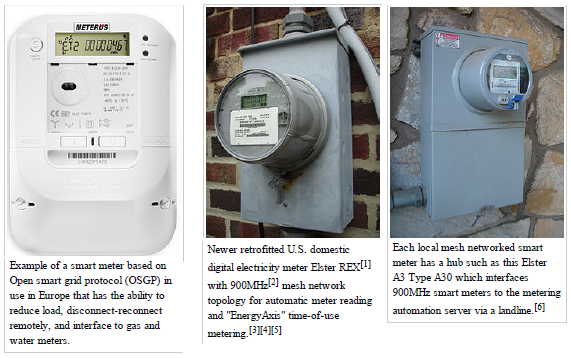 METERUS
Example of a smart meter based on
Open smart grid protocol (OSGP) in
use in Europe that has the ability to
reduce load, disconnect-reconnect
remotely, and interface to gas and
water meters.
Newer retrofitted U.S. domestic
digital electricity meter Elster REX[1]
with 900MHz[2] mesh network
topology for automatic meter reading
and "EnergyAxis" time-of-use
metering.[3][4][5]
Each local mesh networked smart
meter has a hub such as this Elster
A3 Type A30 which interfaces
900MHz smart meters to the metering
automation server via a landline.[6]